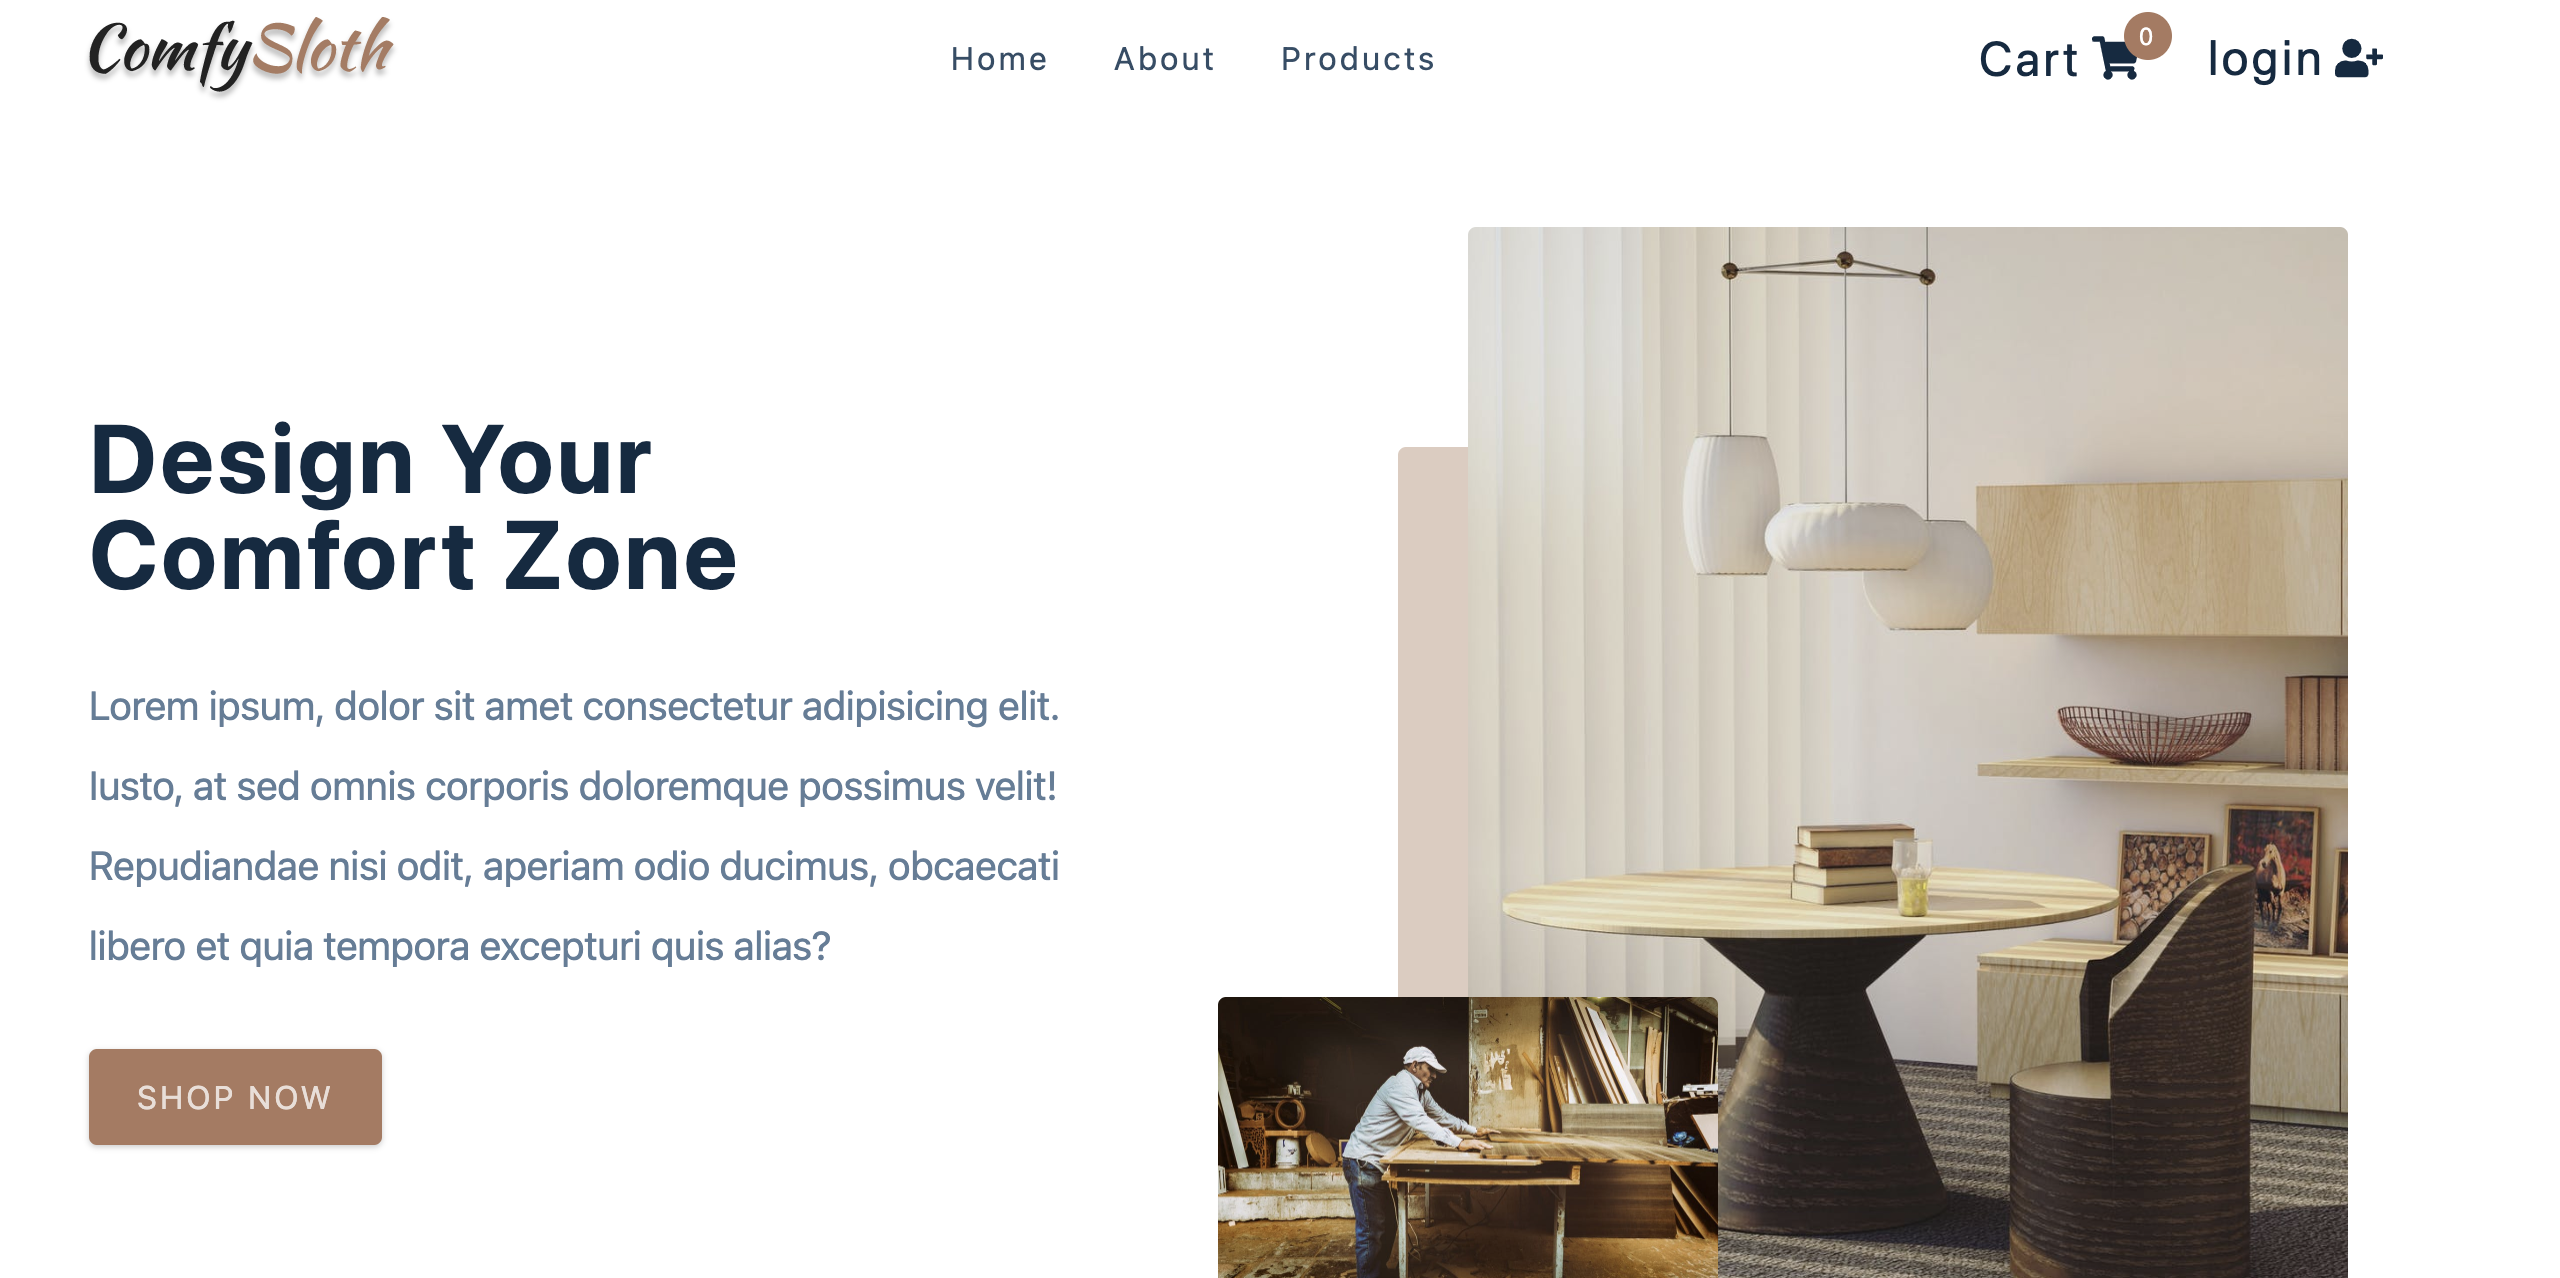 ComfySloth
Home About Products
Cart 0 login
Design Your
Comfort Zone
Lorem ipsum, dolor sit amet consectetur adipisicing elit.
Iusto, at sed omnis corporis doloremque possimus velit!
Repudiandae nisi odit, aperiam odio ducimus, obcaecati
libero et quia tempora excepturi quis alias?
SHOP NOW